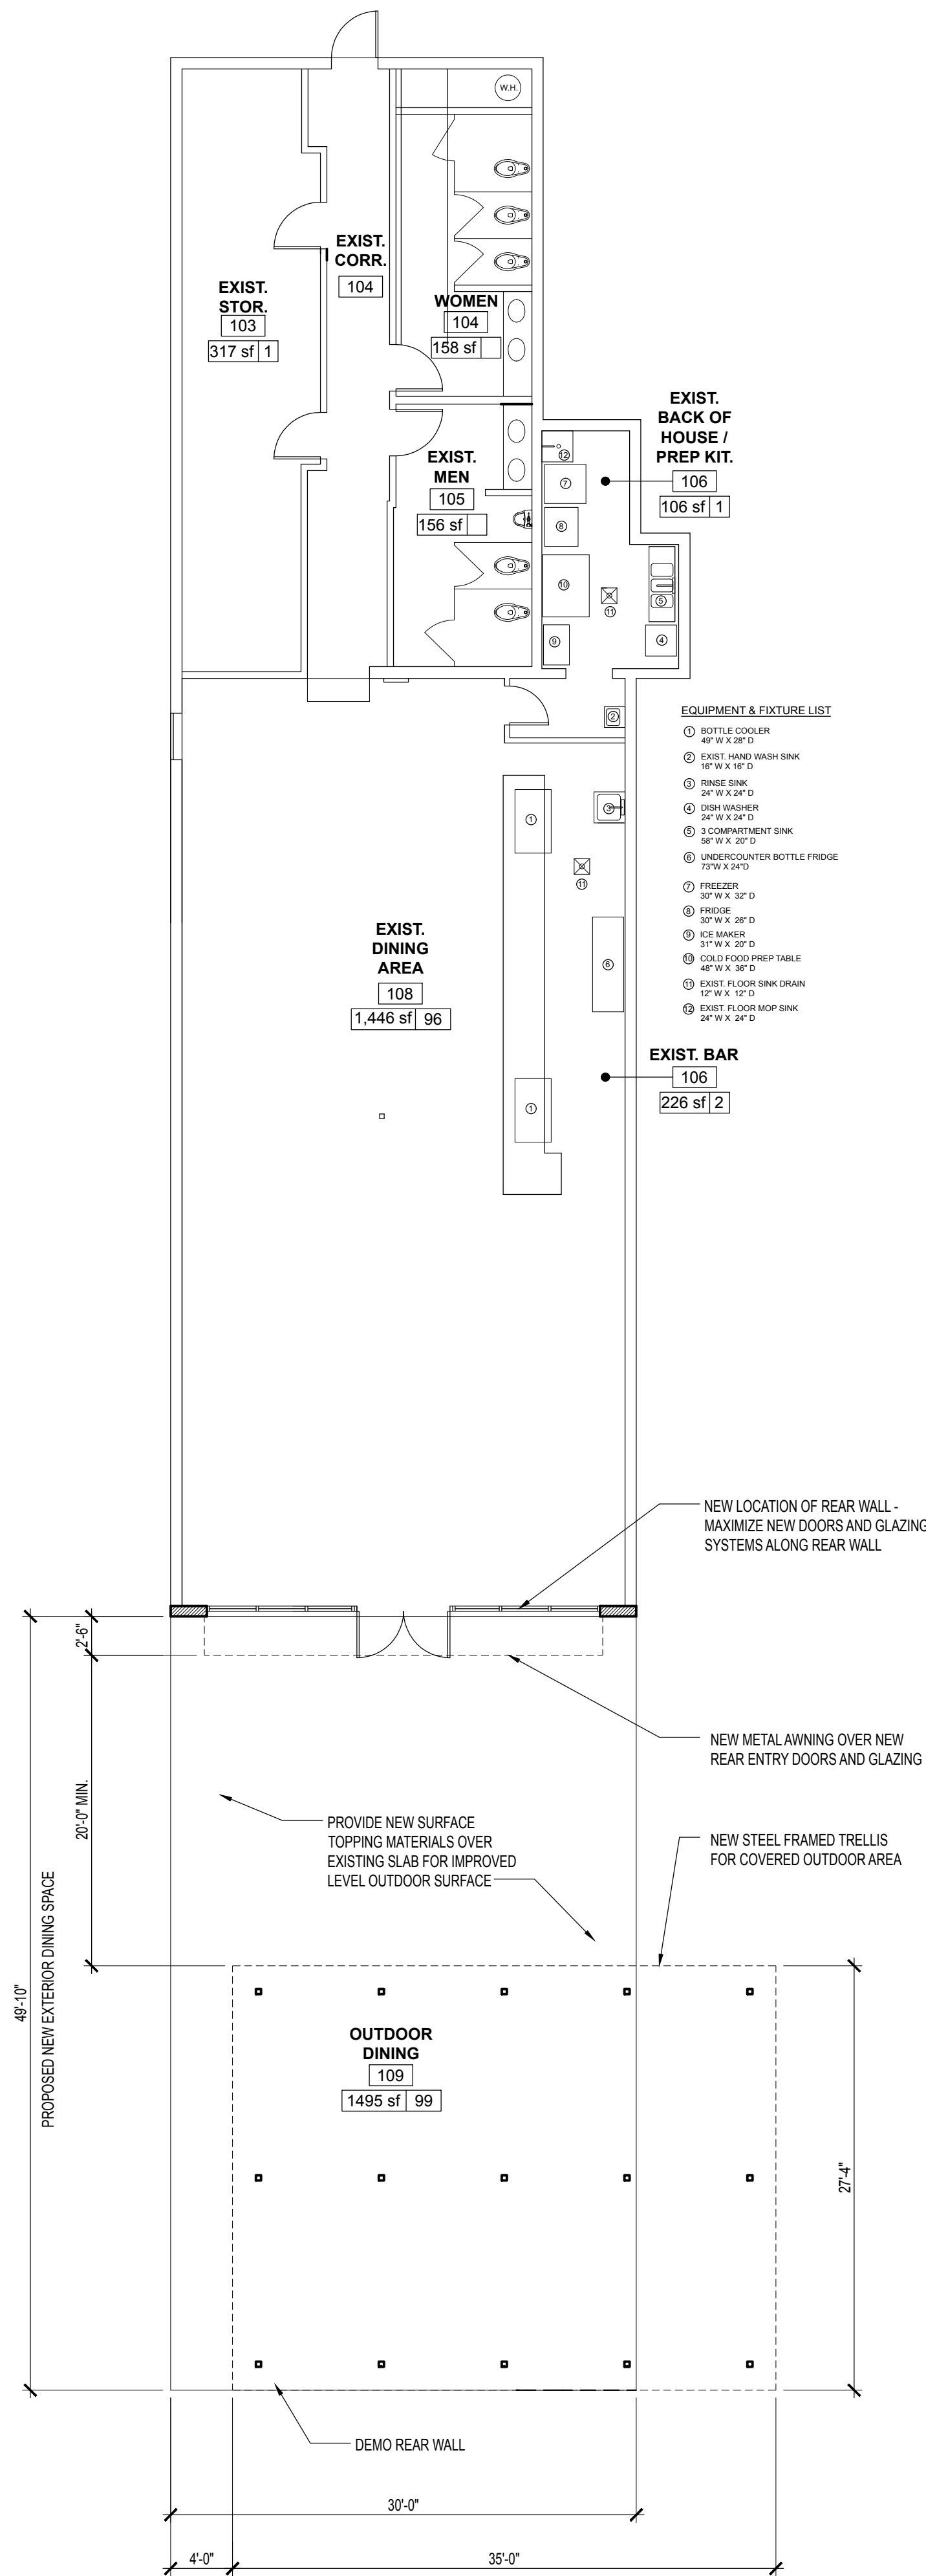 W.H.
EXIST.
CORR.
104
EXIST.
STOR.
103
317 sf 1
WOMEN
104
158 sf
EXIST.
MEN
105
156 sf
EXIST.
BACK OF
HOUSE /
PREP KIT.
106
106 sf 1
12
7
8
10
11
5
9
4
2
EQUIPMENT & FIXTURE LIST
1 BOTTLE COOLER
49" W X 28" D
2 EXIST. HAND WASH SINK
16" W X 16" D
3 RINSE SINK
24" W X 24" D
4 DISH WASHER
24" W X 24" D
5 3 COMPARTMENT SINK
58" W X 20" D
6 UNDERCOUNTER BOTTLE FRIDGE
73"W X 24"D
7 FREEZER
30" W X 32" D
8 FRIDGE
30" W X 26" D
9 ICE MAKER
31" W X 20" D
10 COLD FOOD PREP TABLE
48" W X 36" D
11 EXIST. FLOOR SINK DRAIN
12" W X 12" D
12 EXIST. FLOOR MOP SINK
24" W X 24" D
1
3
11
6
1
EXIST.
DINING
AREA
108
1,446 sf 96
EXIST. BAR
106
226 sf 2
NEW LOCATION OF REAR WALL -
MAXIMIZE NEW DOORS AND GLAZING
SYSTEMS ALONG REAR WALL
2'-6"
NEW METAL AWNING OVER NEW
REAR ENTRY DOORS AND GLAZING
20'-0" MIN.
PROVIDE NEW SURFACE
TOPPING MATERIALS OVER
EXISTING SLAB FOR IMPROVED
LEVEL OUTDOOR SURFACE
NEW STEEL FRAMED TRELLIS
FOR COVERED OUTDOOR AREA
49'-10"
PROPOSED NEW EXTERIOR DINING SPACE
OUTDOOR
DINING
109
1495 sf 99
27'-4"
DEMO REAR WALL
30'-0"
4'-0"
35'-0"